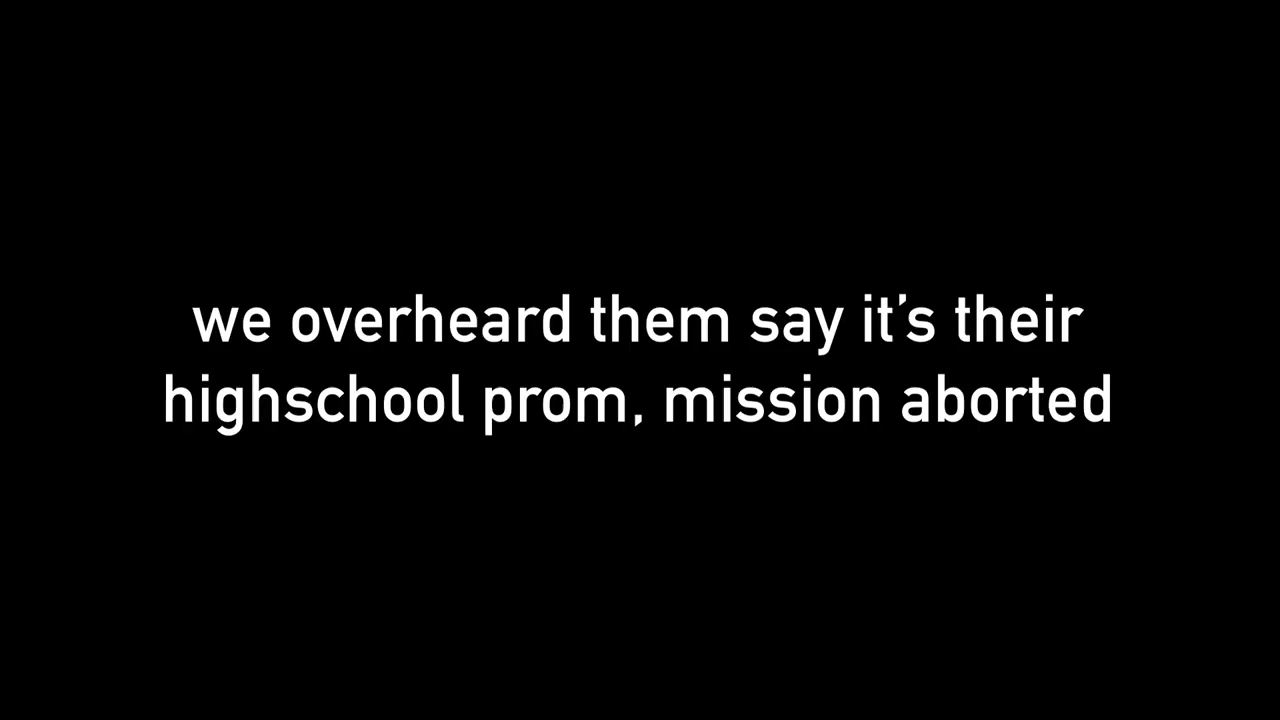 we overheard them say it’s their
highschool prom, mission aborted